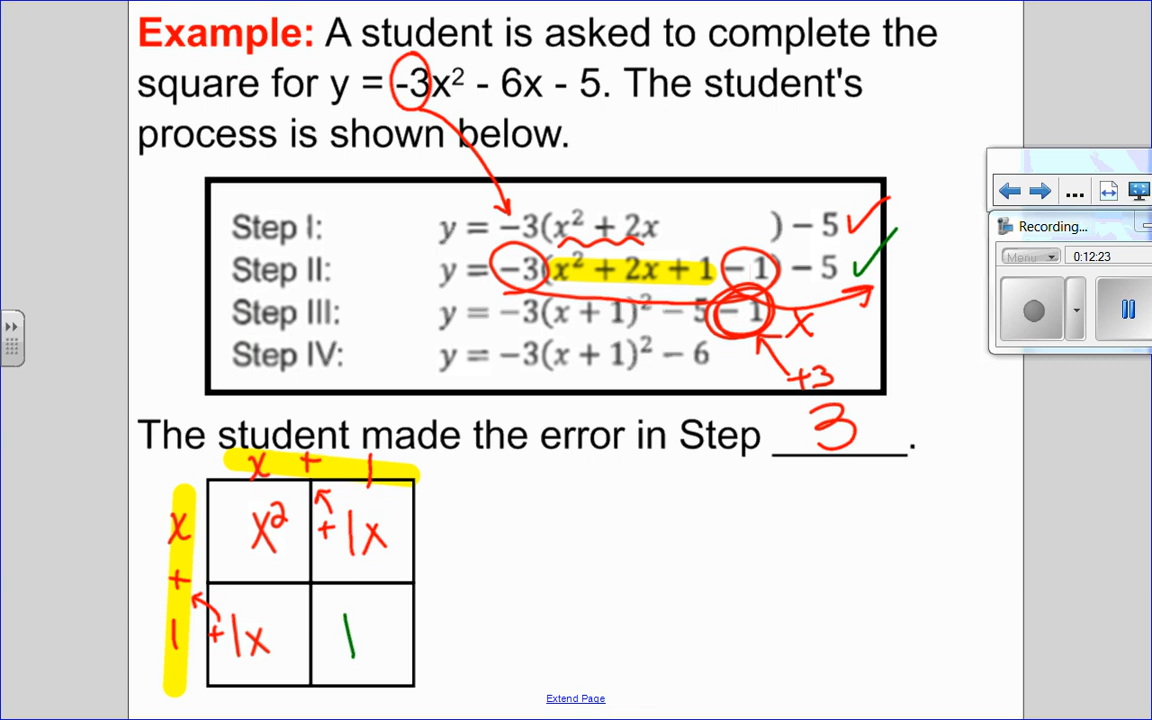 Example: A student is asked to complete the
square for y = -3x² - 6x - 5. The student's
process is shown below.
Step I: y = −3(x² + 2x ) − 5 ✓
Step II: y = −3(x² + 2x + 1 − 1) − 5 ✓
Step III: y = −3(x + 1)² − 5 − 1 x
Step IV: y = −3(x + 1)² − 6
+3
The student made the error in Step 3.
x + 1
x x² +1x
+
1 +1x 1
Extend Page
...
Recording...
Menu
0:12:23